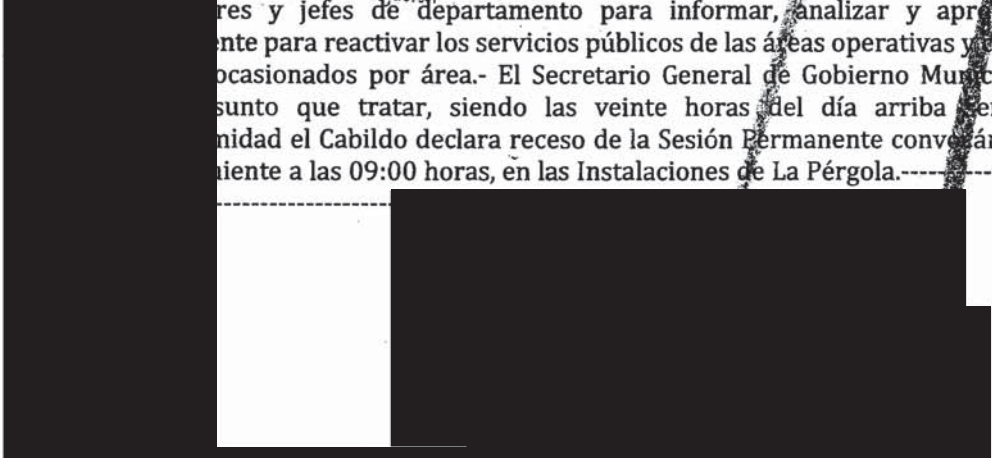 res y jefes de departamento para informar, analizar y apr
ente para reactivar los servicios públicos de las áreas operativas y
ocasionados por área.- El Secretario General de Gobierno Mun
sunto que tratar, siendo las veinte horas del día arriba
nidad el Cabildo declara receso de la Sesión Permanente conv
iente a las 09:00 horas, en las Instalaciones de La Pérgola.--------
--------------------